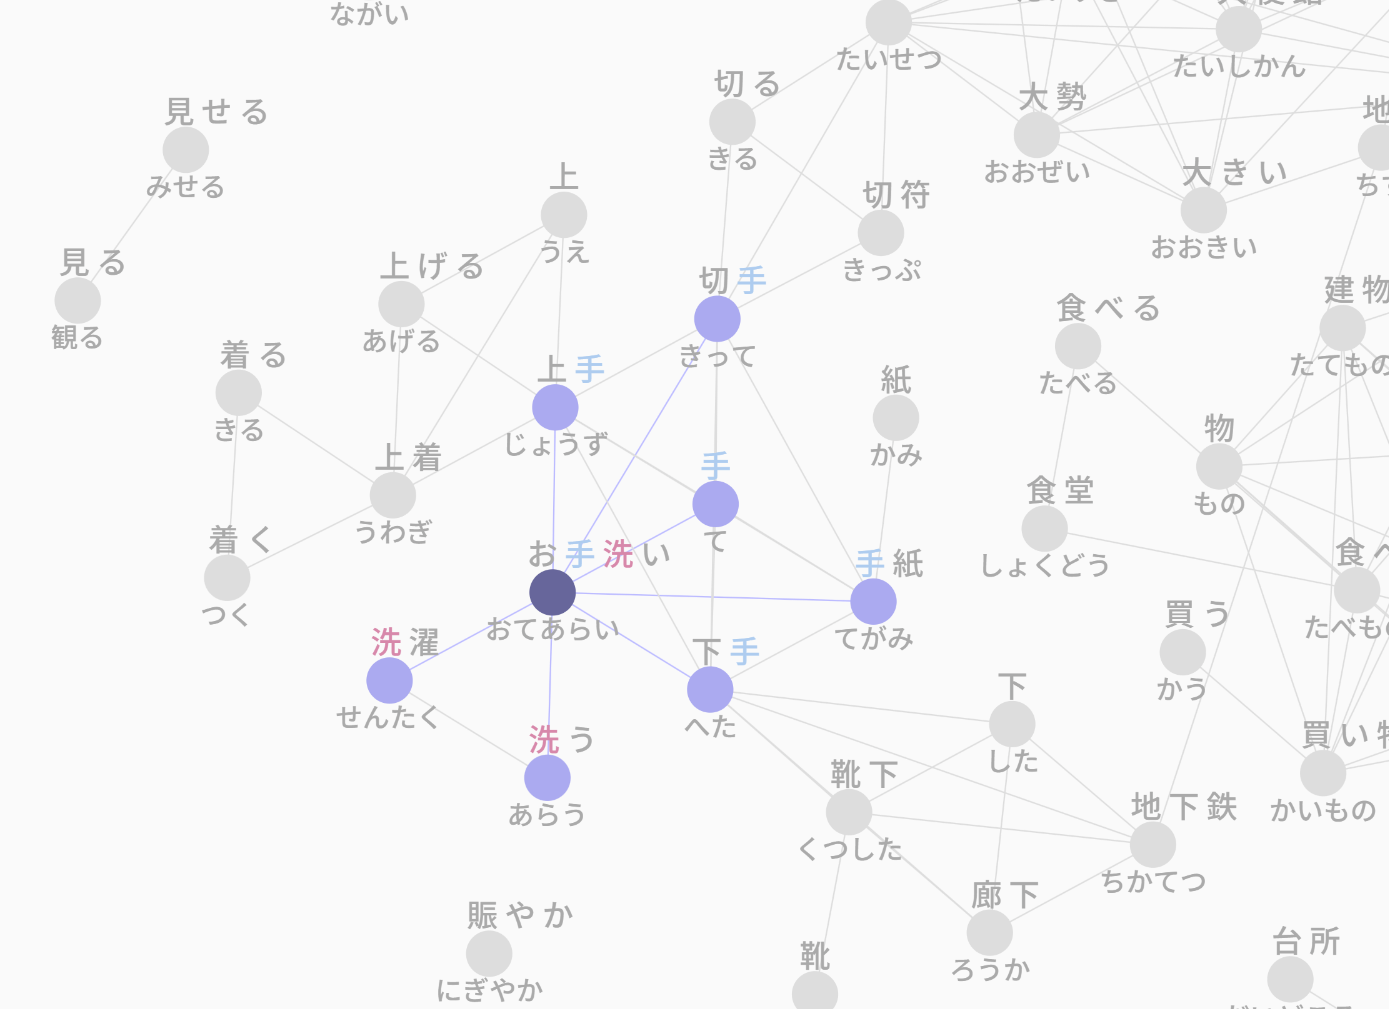 ながい
たいせつ
たいしかん
切る
きる
大勢
おおぜい
見せる
みせる
大きい
おおきい
上
うえ
切符
きっぷ
見る
観る
上げる
あげる
切手
きって
食べる
たべる
建物
たてもの
着る
きる
上手
じょうず
紙
かみ
物
もの
上着
うわぎ
手
て
食堂
しょくどう
着く
つく
お手洗い
おてあらい
手紙
てがみ
買う
かう
洗濯
せんたく
下手
へた
下
した
買い物
かいもの
洗う
あらう
靴下
くつした
地下鉄
ちかてつ
賑やか
にぎやか
廊下
ろうか
靴
台所